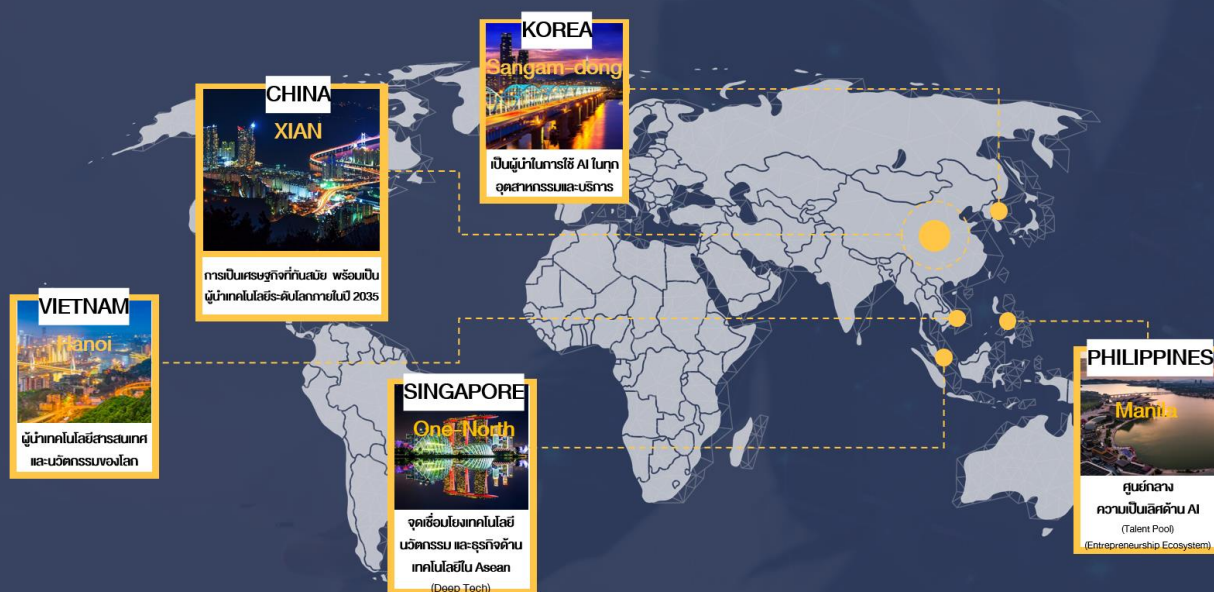 KOREA
Sangam-dong
เป็นผู้นำในการใช้ AI ในทุก
อุตสาหกรรมและบริการ
CHINA
XIAN
การเป็นเศรษฐกิจที่ทันสมัย พร้อมเป็น
ผู้นำเทคโนโลยีระดับโลกภายในปี 2035
VIETNAM
Hanoi
ผู้นำเทคโนโลยีสารสนเทศ
และนวัตกรรมของโลก
SINGAPORE
One-North
จุดเชื่อมโยงเทคโนโลยี
นวัตกรรม และธุรกิจด้าน
เทคโนโลยีใน Asean
(Deep Tech)
PHILIPPINES
Manila
ศูนย์กลาง
ความเป็นเลิศด้าน AI
(Talent Pool)
(Entrepreneurship Ecosystem)